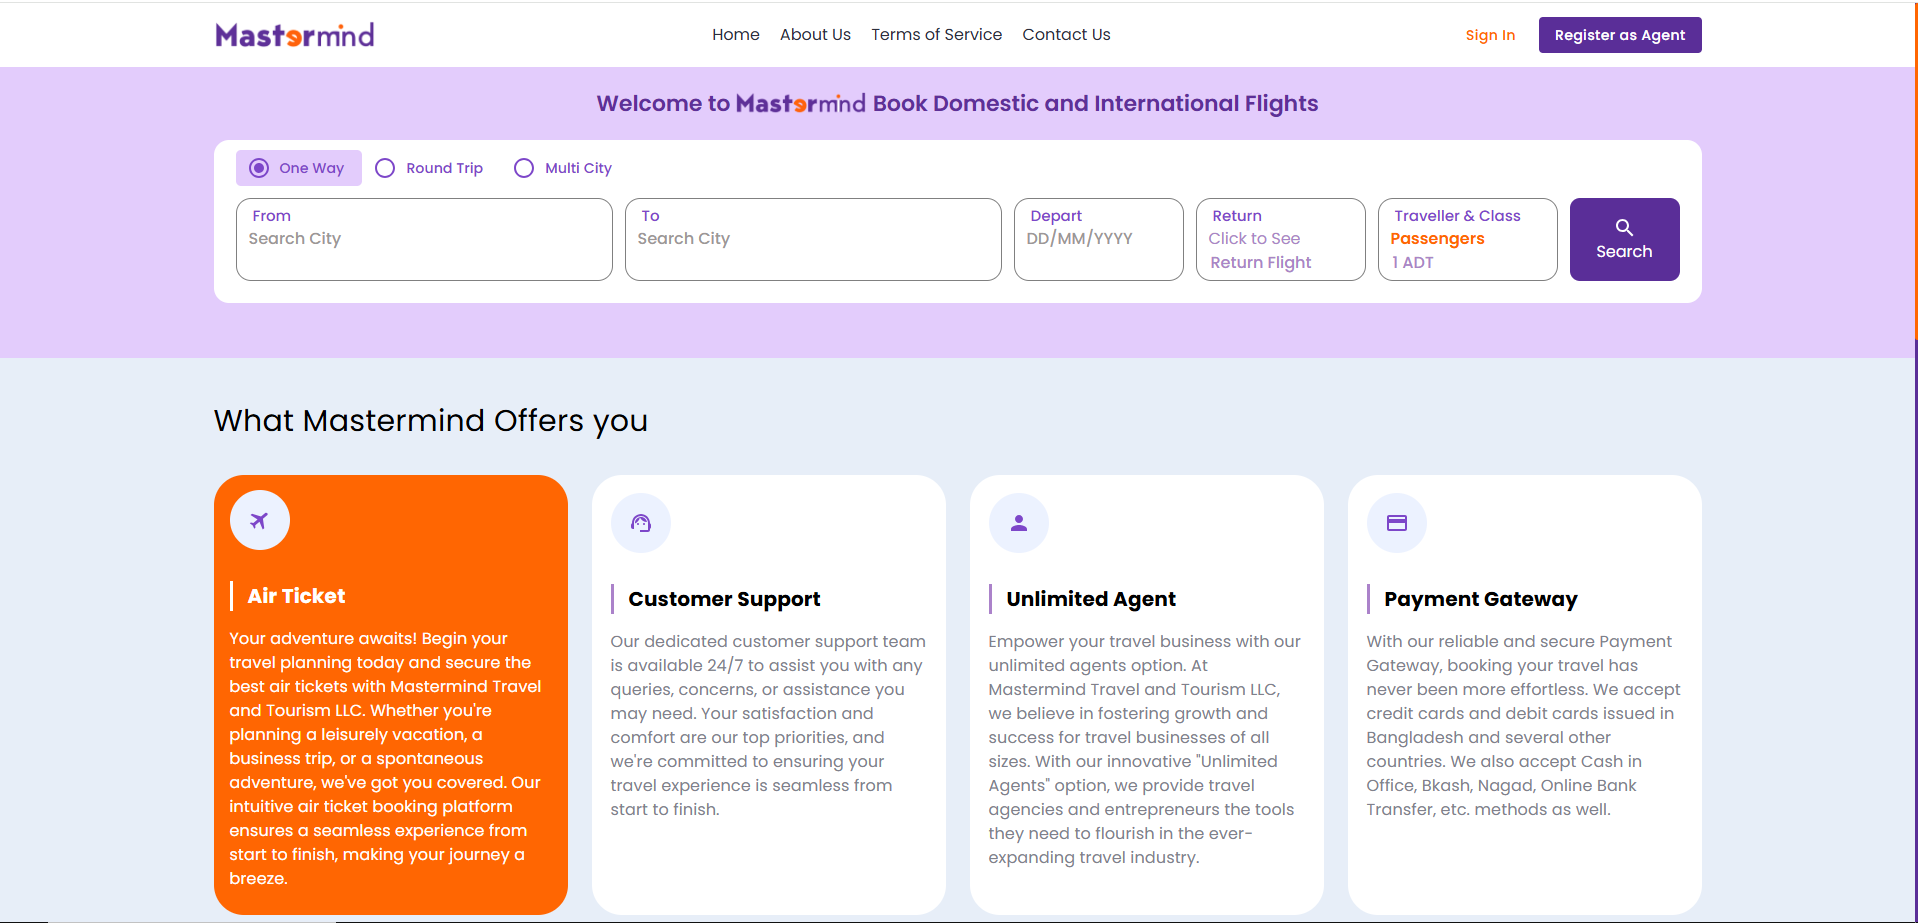 Mastermind
Home About Us Terms of Service Contact Us
Sign In Register as Agent
Welcome to Mastermind Book Domestic and International Flights
One Way Round Trip Multi City
From
Search City
To
Search City
Depart
DD/MM/YYYY
Return
Click to See
Return Flight
Traveller & Class
Passengers
1 ADT
Search
What Mastermind Offers you
Air Ticket
Your adventure awaits! Begin your
travel planning today and secure the
best air tickets with Mastermind Travel
and Tourism LLC. Whether you're
planning a leisurely vacation, a
business trip, or a spontaneous
adventure, we've got you covered. Our
intuitive air ticket booking platform
ensures a seamless experience from
start to finish, making your journey a
breeze.
Customer Support
Our dedicated customer support team
is available 24/7 to assist you with any
queries, concerns, or assistance you
may need. Your satisfaction and
comfort are our top priorities, and
we're committed to ensuring your
travel experience is seamless from
start to finish.
Unlimited Agent
Empower your travel business with our
unlimited agents option. At
Mastermind Travel and Tourism LLC,
we believe in fostering growth and
success for travel businesses of all
sizes. With our innovative "Unlimited
Agents" option, we provide travel
agencies and entrepreneurs the tools
they need to flourish in the ever-
expanding travel industry.
Payment Gateway
With our reliable and secure Payment
Gateway, booking your travel has
never been more effortless. We accept
credit cards and debit cards issued in
Bangladesh and several other
countries. We also accept Cash in
Office, Bkash, Nagad, Online Bank
Transfer, etc. methods as well.